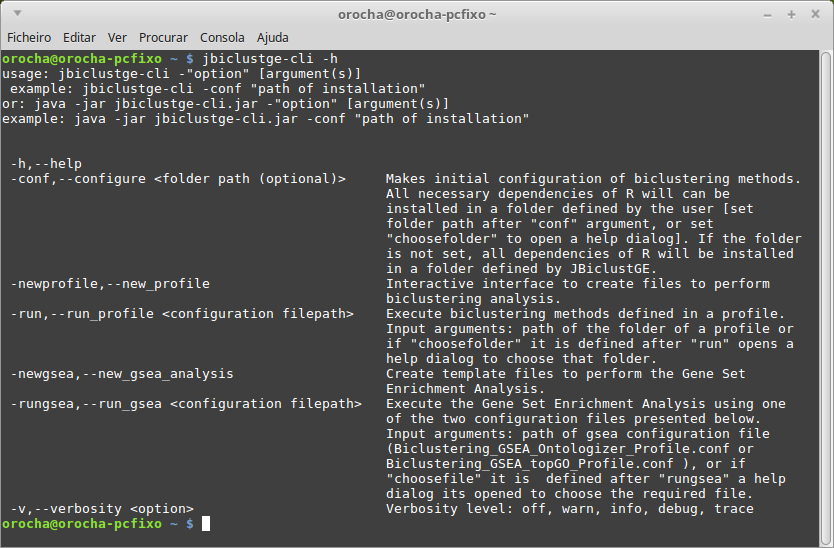 orocha@orocha-pcfixo ~
Ficheiro Editar Ver Procurar Consola Ajuda
orocha@orocha-pcfixo ~ $ jbiclustge-cli -h
usage: jbiclustge-cli -"option" [argument(s)]
example: jbiclustge-cli -conf "path of installation"
or: java -jar jbiclustge-cli.jar -"option" [argument(s)]
example: java -jar jbiclustge-cli.jar -conf "path of installation"
-h,--help
-conf,--configure <folder path (optional)> Makes initial configuration of biclustering methods.
All necessary dependencies of R will can be
installed in a folder defined by the user [set
folder path after "conf" argument, or set
"choosefolder" to open a help dialog]. If the folder
is not set, all dependencies of R will be installed
in a folder defined by JBiclustGE.
-newprofile,--new_profile Interactive interface to create files to perform
biclustering analysis.
-run,--run_profile <configuration filepath> Execute biclustering methods defined in a profile.
Input arguments: path of the folder of a profile or
if "choosefolder" it is defined after "run" opens a
help dialog to choose that folder.
-newgsea,--new_gsea_analysis Create template files to perform the Gene Set
Enrichment Analysis.
-rungsea,--run_gsea <configuration filepath> Execute the Gene Set Enrichment Analysis using one
of the two configuration files presented below.
Input arguments: path of gsea configuration file
(Biclustering_GSEA_Ontologizer_Profile.conf or
Biclustering_GSEA_topGO_Profile.conf ), or if
"choosefile" it is  defined after "rungsea" a help
dialog its opened to choose the required file.
-v,--verbosity <option> Verbosity level: off, warn, info, debug, trace
orocha@orocha-pcfixo ~ $